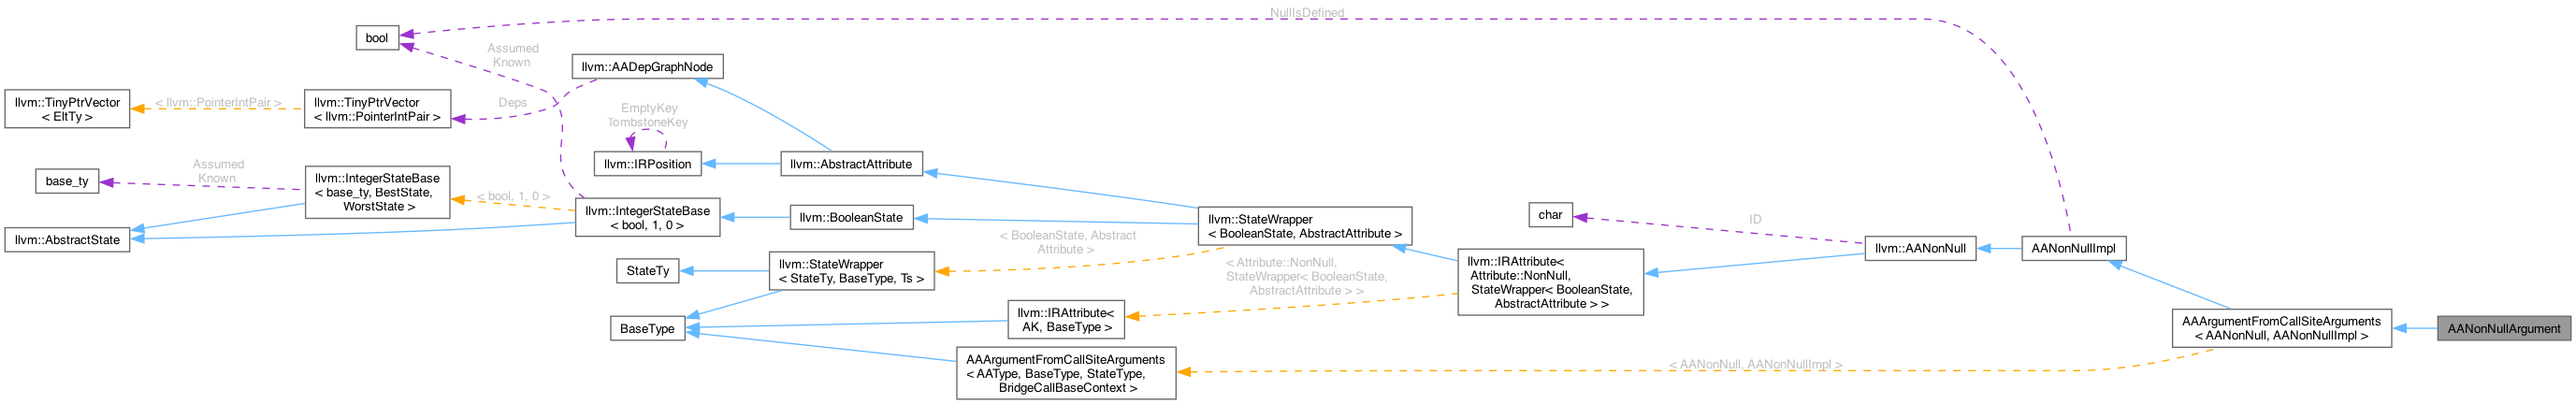 NullIsDefined
bool
Assumed
Known
llvm::AADepGraphNode
llvm::TinyPtrVector
< EltTy >
< llvm::PointerIntPair >
llvm::TinyPtrVector
< llvm::PointerIntPair >
Deps
EmptyKey
TombstoneKey
llvm::IRPosition
llvm::AbstractAttribute
base_ty
Assumed
Known
llvm::IntegerStateBase
< base_ty, BestState,
WorstState >
< bool, 1, 0 >
llvm::IntegerStateBase
< bool, 1, 0 >
llvm::BooleanState
llvm::AbstractState
llvm::StateWrapper
< BooleanState, AbstractAttribute >
char
ID
llvm::AANonNull
AANonNullImpl
< BooleanState, Abstract
Attribute >
StateTy
llvm::StateWrapper
< StateTy, BaseType, Ts >
< Attribute::NonNull,
StateWrapper< BooleanState,
AbstractAttribute > >
llvm::IRAttribute<
Attribute::NonNull,
StateWrapper< BooleanState,
AbstractAttribute > >
BaseType
llvm::IRAttribute<
AK, BaseType >
AAArgumentFromCallSiteArguments
< AAType, BaseType, StateType,
BridgeCallBaseContext >
< AANonNull, AANonNullImpl >
AAArgumentFromCallSiteArguments
< AANonNull, AANonNullImpl >
AANonNullArgument